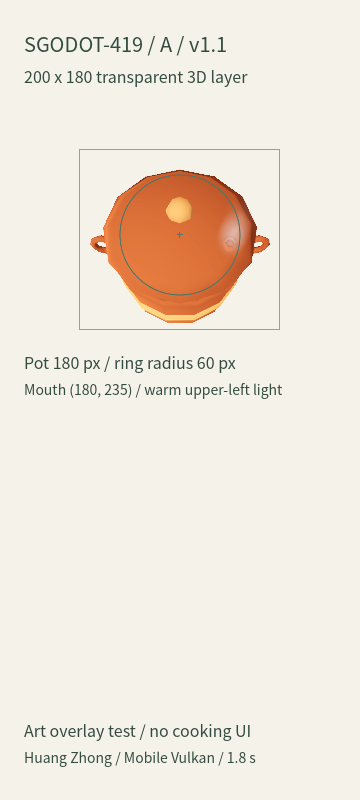 SGODOT-419 / A / v1.1
200 x 180 transparent 3D layer
Pot 180 px / ring radius 60 px
Mouth (180, 235) / warm upper-left light
Art overlay test / no cooking UI
Huang Zhong / Mobile Vulkan / 1.8 s